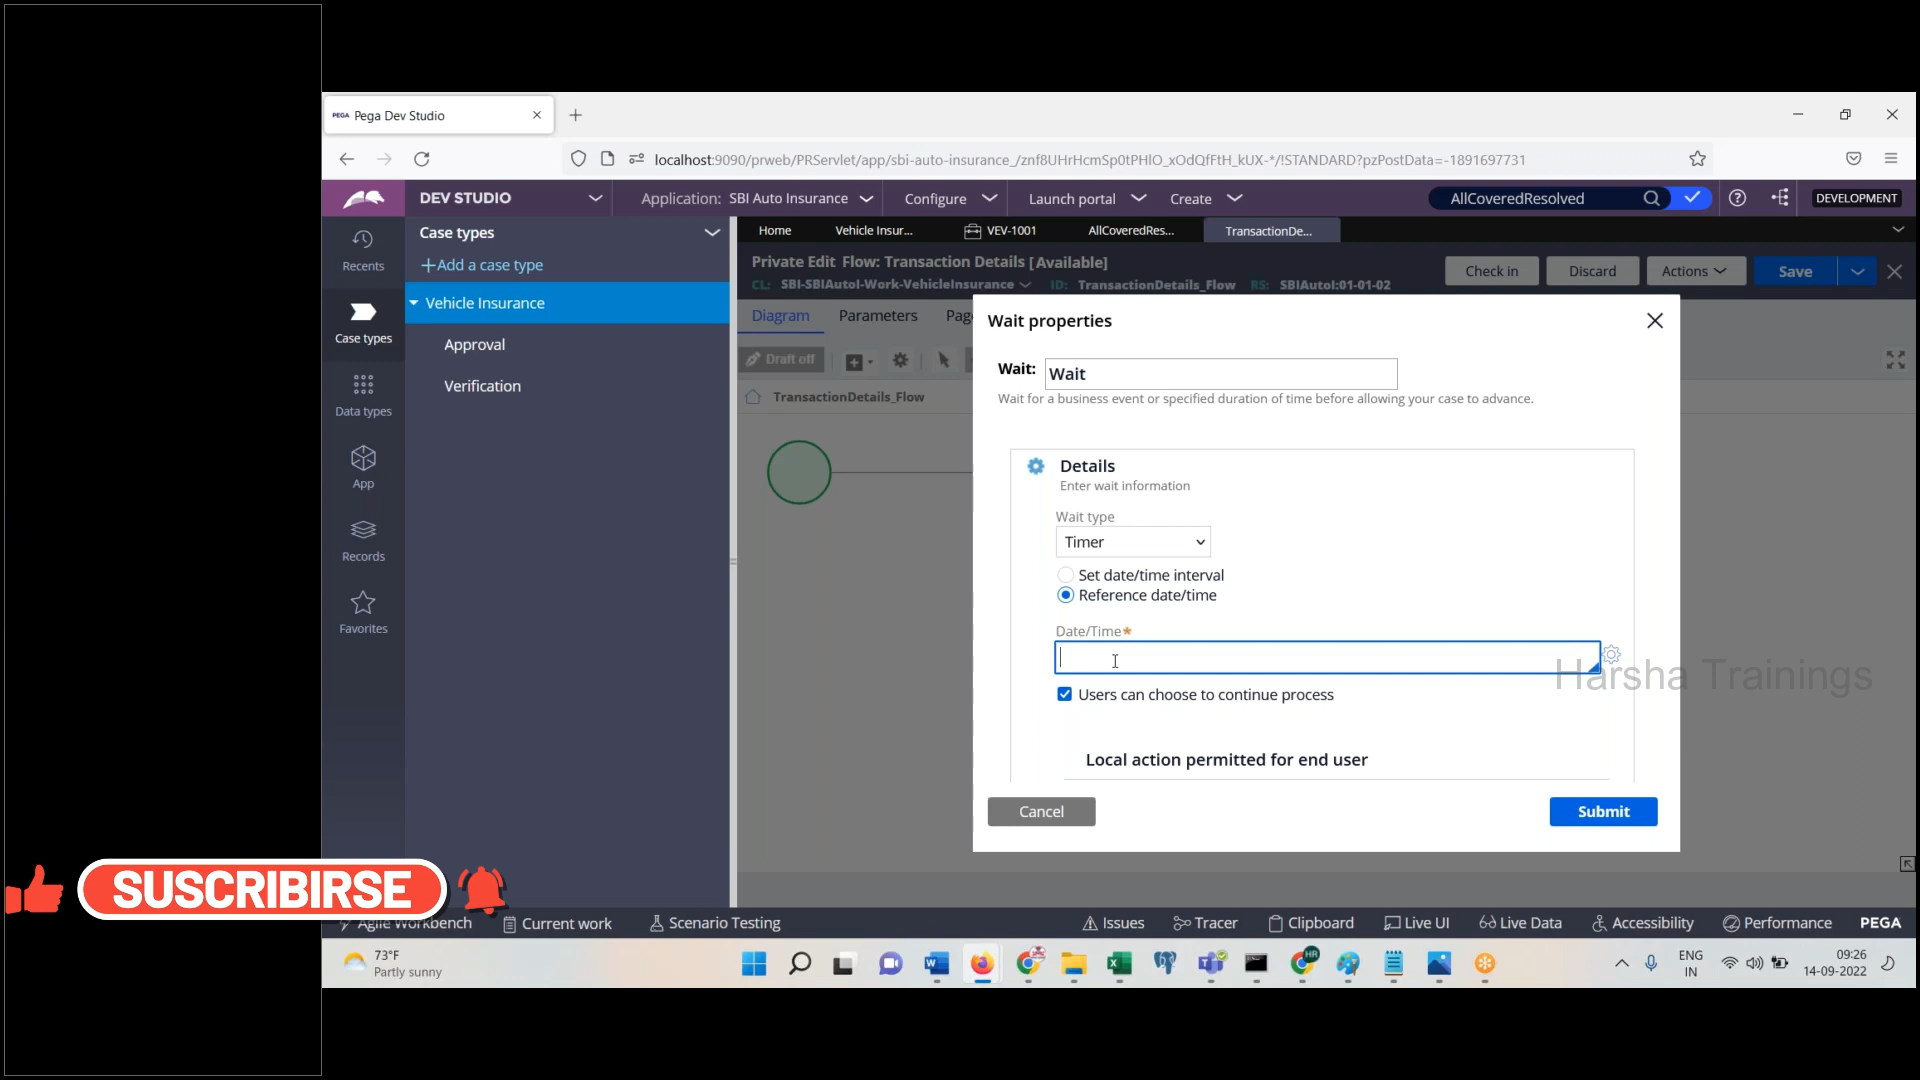 PEGA Pega Dev Studio
localhost:9090/prweb/PRServlet/app/sbi-auto-insurance_/znf8UHrHcmSp0tPHlO_xOdQfFtH_kUX-*/!STANDARD?pzPostData=-1891697731
DEV STUDIO
Application: SBI Auto Insurance
Configure
Launch portal
Create
AllCoveredResolved
DEVELOPMENT
Recents
Case types
Data types
App
Records
Favorites
Case types
+Add a case type
Vehicle Insurance
Approval
Verification
Home
Vehicle Insur...
VEV-1001
AllCoveredRes...
TransactionDe...
Private Edit Flow: Transaction Details [Available]
CL: SBI-SBIAutoI-Work-VehicleInsurance ID: TransactionDetails_Flow RS: SBIAutoI:01-01-02
Check in
Discard
Actions
Save
Diagram
Parameters
Pag
Draft off
TransactionDetails_Flow
Wait properties
Wait: Wait
Wait for a business event or specified duration of time before allowing your case to advance.
Details
Enter wait information
Wait type
Timer
Set date/time interval
Reference date/time
Date/Time*
Users can choose to continue process
Local action permitted for end user
Cancel
Submit
Harsha Trainings
SUSCRIBIRSE
Agile Workbench
Current work
Scenario Testing
Issues
Tracer
Clipboard
Live UI
Live Data
Accessibility
Performance
PEGA
73°F
Partly sunny
ENG
IN
09:26
14-09-2022